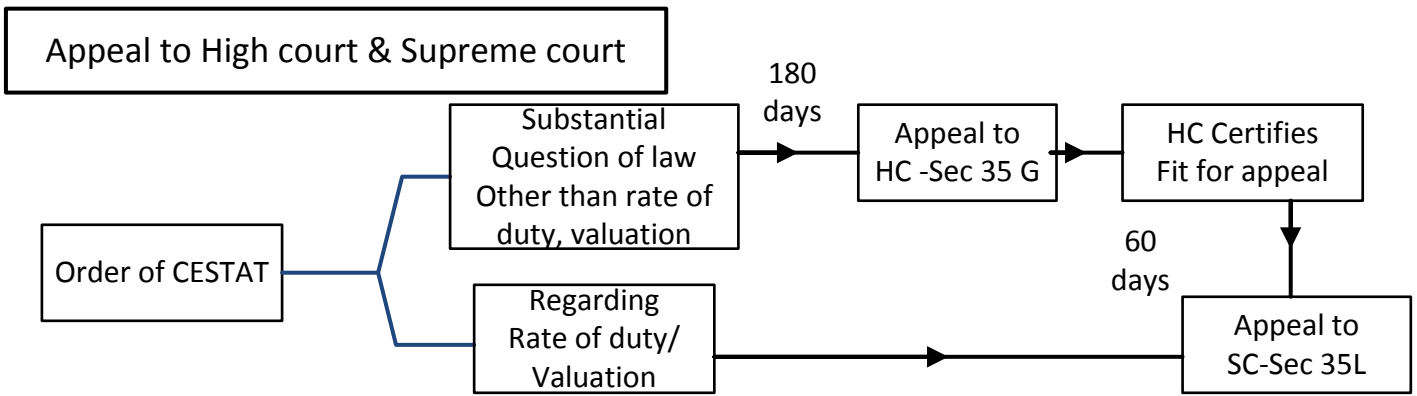 Appeal to High court & Supreme court
180
days
Substantial
Question of law
Other than rate of
duty, valuation
Appeal to
HC -Sec 35 G
HC Certifies
Fit for appeal
Order of CESTAT
60
days
Regarding
Rate of duty/
Valuation
Appeal to
SC-Sec 35L